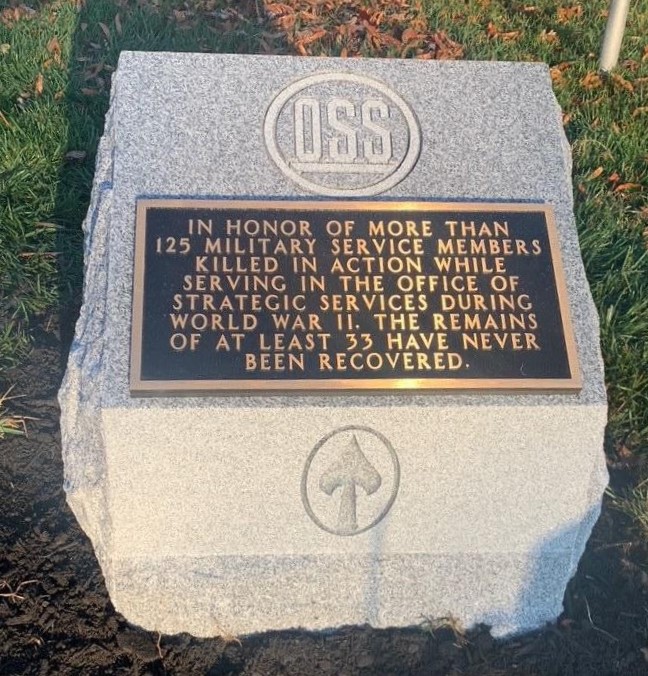 OSS
IN HONOR OF MORE THAN
125 MILITARY SERVICE MEMBERS
KILLED IN ACTION WHILE
SERVING IN THE OFFICE OF
STRATEGIC SERVICES DURING
WORLD WAR II. THE REMAINS
OF AT LEAST 33 HAVE NEVER
BEEN RECOVERED.